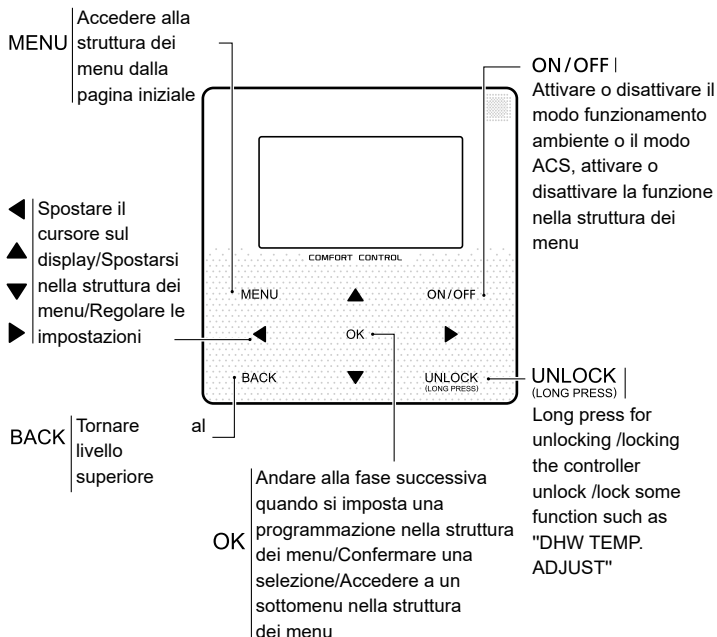 MENU
Accedere alla
struttura dei
menu dalla
pagina iniziale
ON/OFF
Attivare o disattivare il
modo funzionamento
ambiente o il modo
ACS, attivare o
disattivare la funzione
nella struttura dei
menu
Spostare il
cursore sul
display/Spostarsi
nella struttura dei
menu/Regolare le
impostazioni
COMFORT CONTROL
MENU
ON/OFF
OK
BACK
UNLOCK
(LONG PRESS)
BACK
Tornare al
livello
superiore
OK
Andare alla fase successiva
quando si imposta una
programmazione nella struttura
dei menu/Confermare una
selezione/Accedere a un
sottomenu nella struttura
dei menu
UNLOCK
(LONG PRESS)
Long press for
unlocking /locking
the controller
unlock /lock some
function such as
"DHW TEMP.
ADJUST"